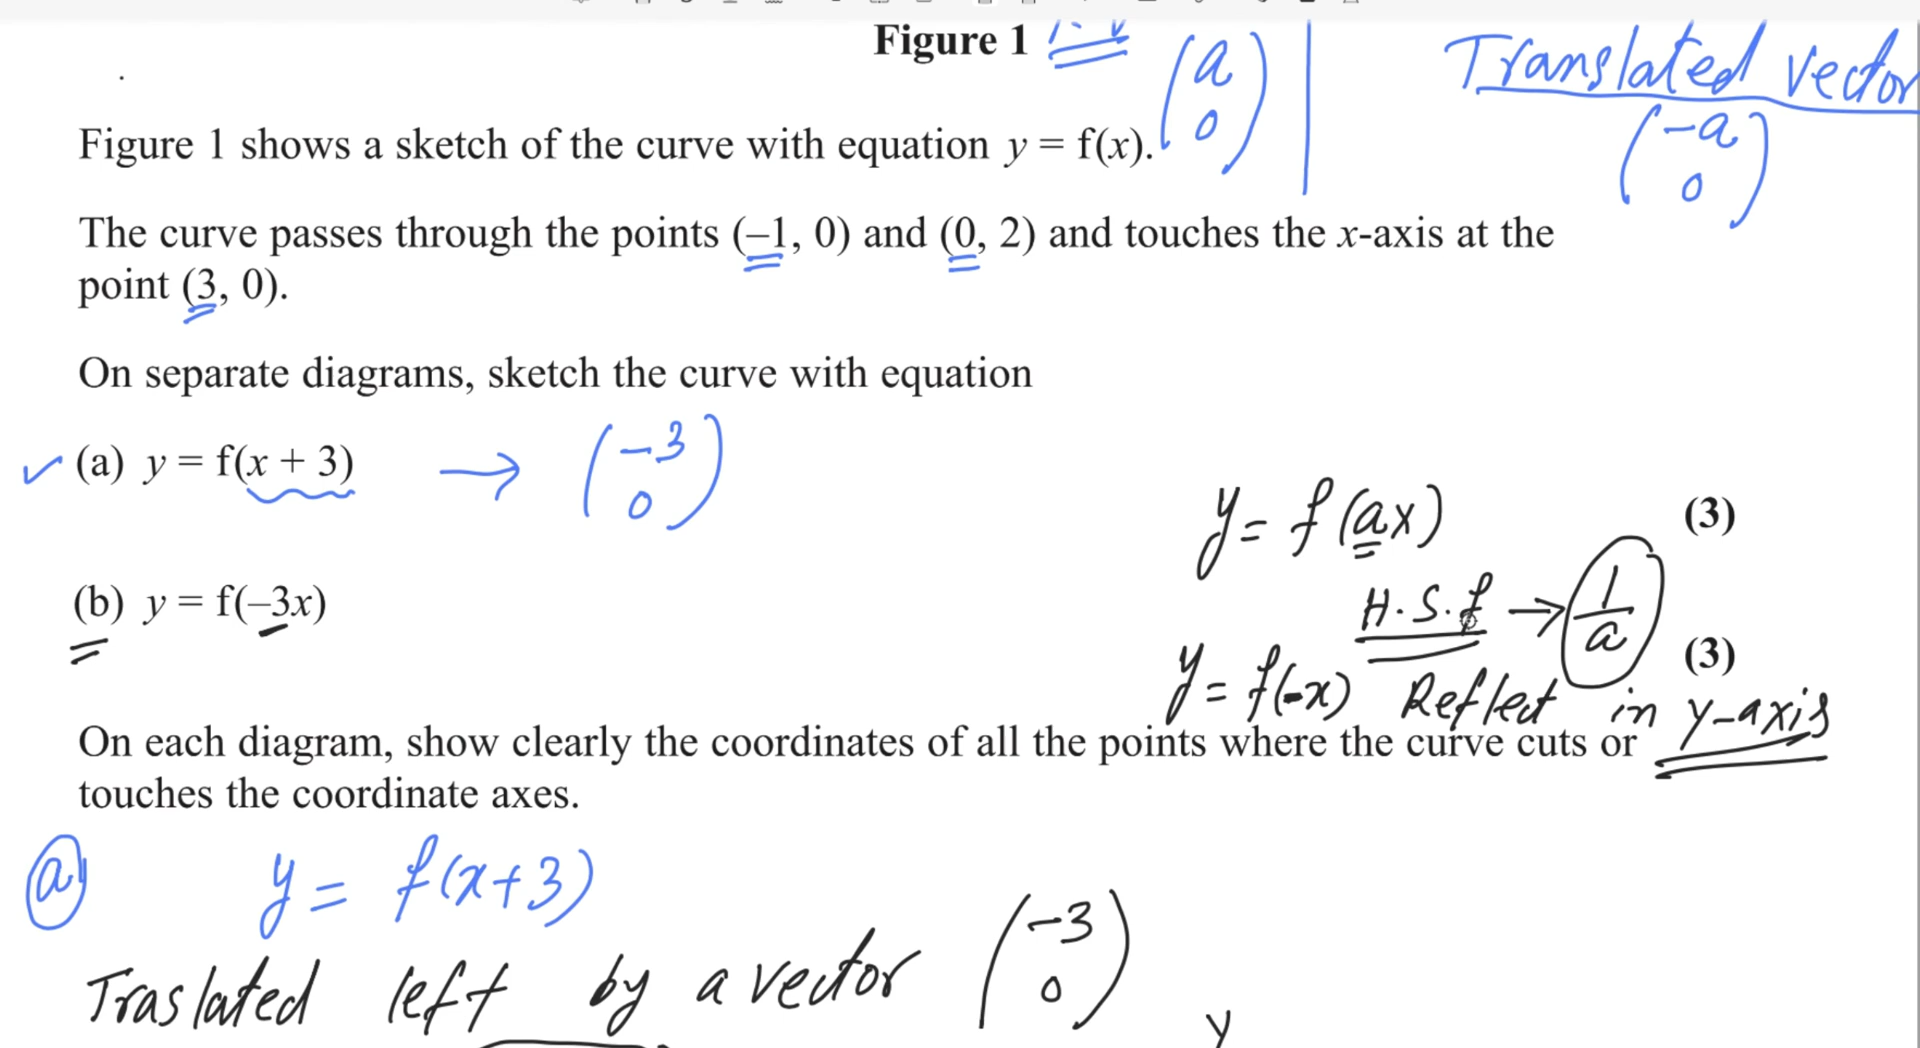 Figure 1
(a 0)
Translated vector
(-a 0)
Figure 1 shows a sketch of the curve with equation y = f(x).
The curve passes through the points (–1, 0) and (0, 2) and touches the x-axis at the
point (3, 0).
On separate diagrams, sketch the curve with equation
(a) y = f(x + 3) → (-3 0)
y = f(ax)
(3)
(b) y = f(–3x)
H.S.f → 1/a
(3)
y = f(-x) Reflect in y-axis
On each diagram, show clearly the coordinates of all the points where the curve cuts or
touches the coordinate axes.
(a) y = f(x+3)
Traslated left by a vector (-3 0)
y